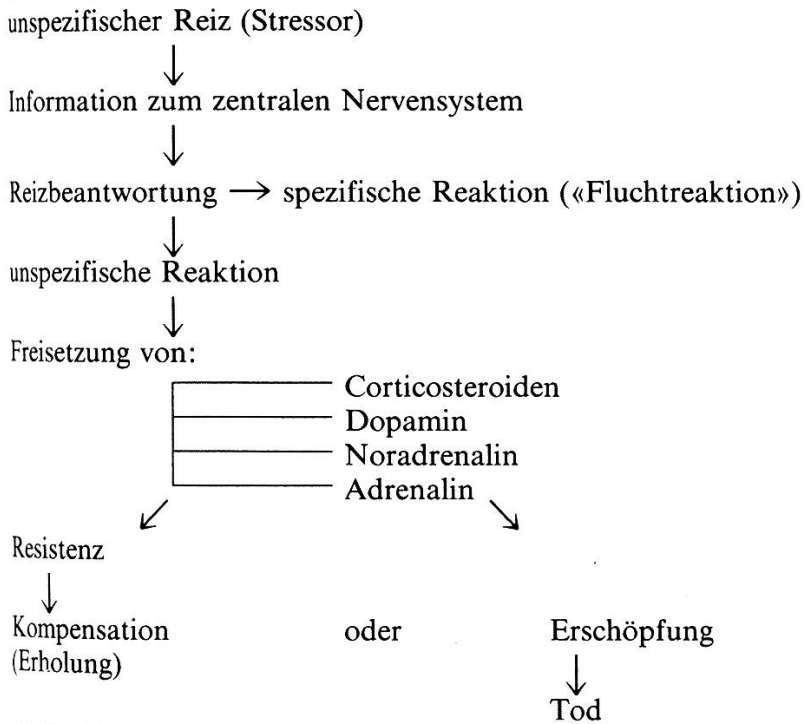 unspezifischer Reiz (Stressor)
Information zum zentralen Nervensystem
Reizbeantwortung → spezifische Reaktion («Fluchtreaktion»)
unspezifische Reaktion
Freisetzung von:
Corticosteroiden
Dopamin
Noradrenalin
Adrenalin
Resistenz
Kompensation oder Erschöpfung
(Erholung)
Tod